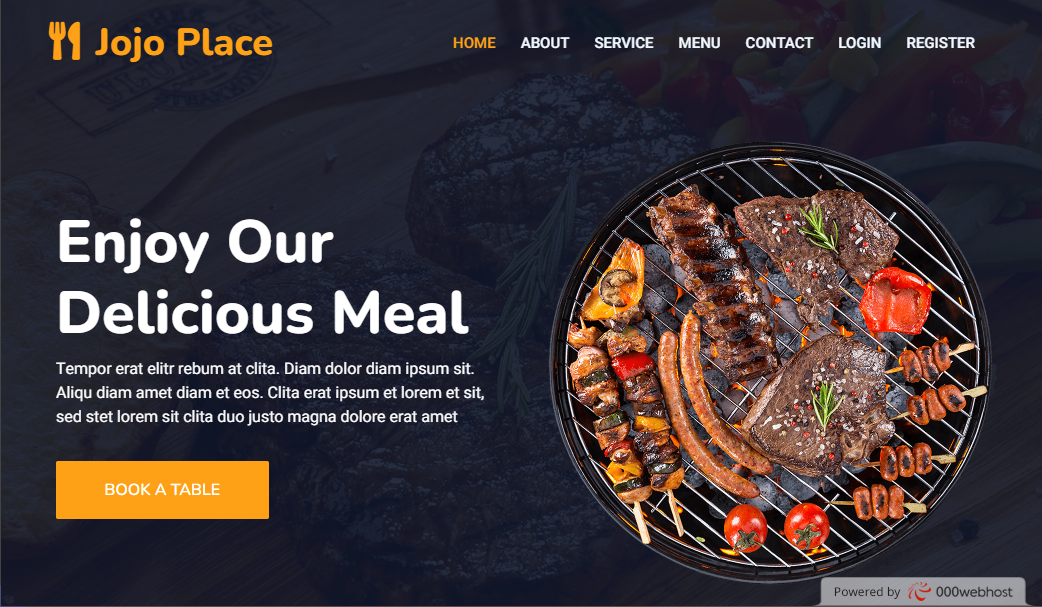 Jojo Place
HOME ABOUT SERVICE MENU CONTACT LOGIN REGISTER
Enjoy Our
Delicious Meal
Tempor erat elitr rebum at clita. Diam dolor diam ipsum sit.
Aliqu diam amet diam et eos. Clita erat ipsum et lorem et sit,
sed stet lorem sit clita duo justo magna dolore erat amet
BOOK A TABLE
Powered by 000webhost